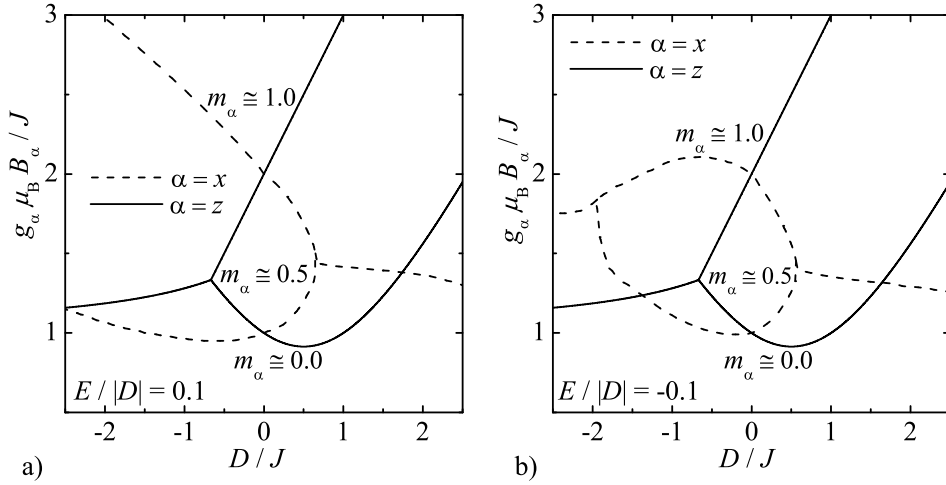 3
2
1
g_α μ_B B_α / J
m_α ≅ 1.0
α = x
α = z
m_α ≅ 0.5
m_α ≅ 0.0
E / |D| = 0.1
-2 -1 0 1 2
D / J
a)
3
2
1
g_α μ_B B_α / J
α = x
α = z
m_α ≅ 1.0
m_α ≅ 0.5
m_α ≅ 0.0
E / |D| = -0.1
-2 -1 0 1 2
D / J
b)